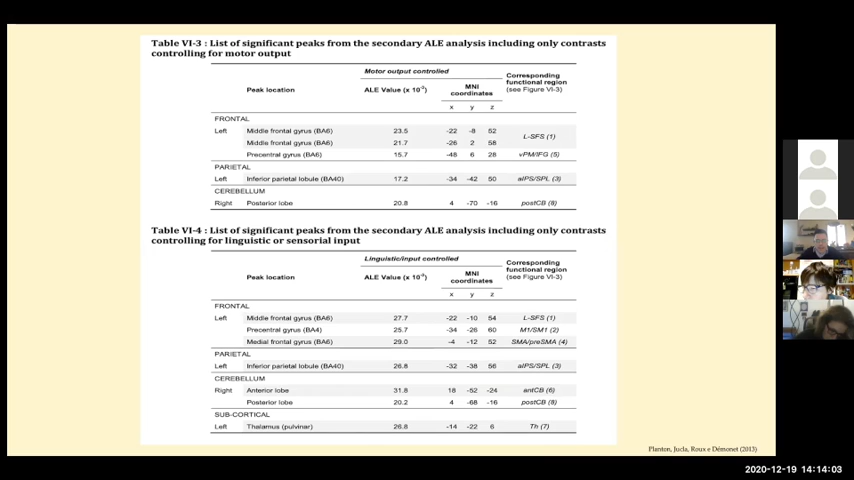 Table VI-3 : List of significant peaks from the secondary ALE analysis including only contrasts
controlling for motor output
Motor output controlled
Peak location ALE Value (x 10⁻³) MNI coordinates Corresponding functional region (see Figure VI-3)
x y z
FRONTAL
Left Middle frontal gyrus (BA6) 23.5 -22 -8 52 L-SFS (1)
Middle frontal gyrus (BA6) 21.7 -26 2 58
Precentral gyrus (BA6) 15.7 -48 6 28 vPM/IFG (5)
PARIETAL
Left Inferior parietal lobule (BA40) 17.2 -34 -42 50 aIPS/SPL (3)
CEREBELLUM
Right Posterior lobe 20.8 4 -70 -16 postCB (8)
Table VI-4 : List of significant peaks from the secondary ALE analysis including only contrasts
controlling for linguistic or sensorial input
Linguistic/input controlled
Peak location ALE Value (x 10⁻³) MNI coordinates Corresponding functional region (see Figure VI-3)
x y z
FRONTAL
Left Middle frontal gyrus (BA6) 27.7 -22 -10 54 L-SFS (1)
Precentral gyrus (BA4) 25.7 -34 -26 60 M1/SM1 (2)
Medial frontal gyrus (BA6) 29.0 -4 -12 52 SMA/preSMA (4)
PARIETAL
Left Inferior parietal lobule (BA40) 26.8 -32 -38 56 aIPS/SPL (3)
CEREBELLUM
Right Anterior lobe 31.8 18 -52 -24 antCB (6)
Posterior lobe 20.2 4 -68 -16 postCB (8)
SUB-CORTICAL
Left Thalamus (pulvinar) 26.8 -14 -22 6 Th (7)
Planton, Jucla, Roux e Démonet (2013)
2020-12-19 14:14:03